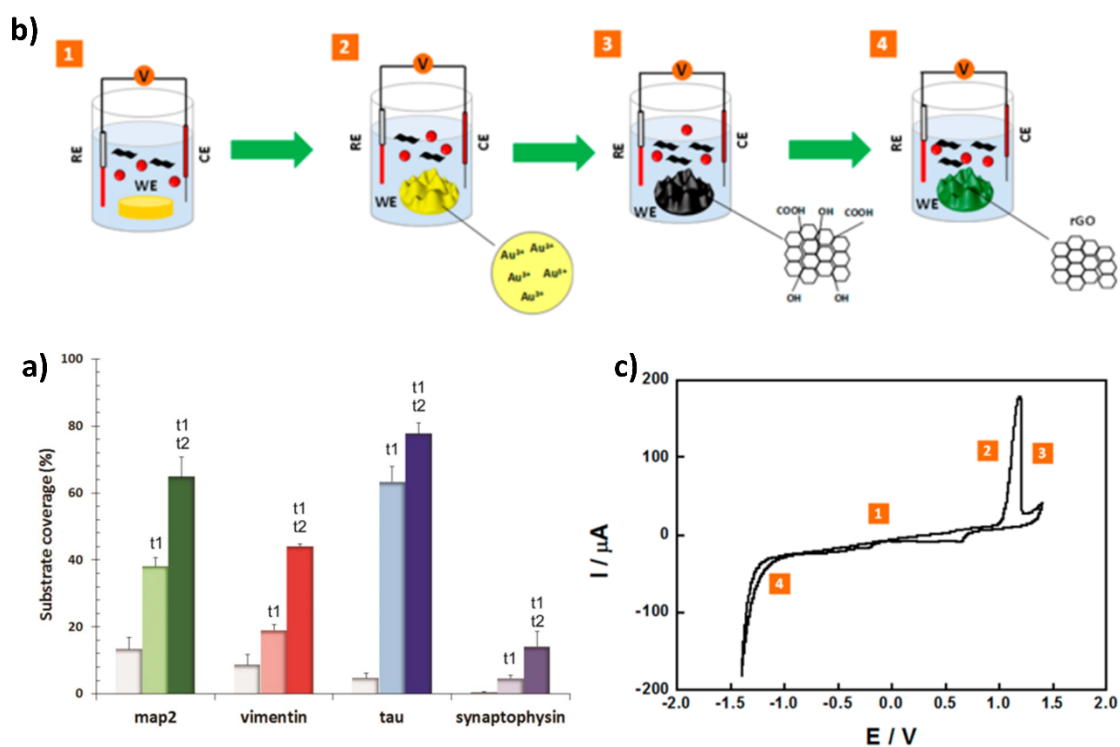 b)
1
2
3
4
V
V
V
V
RE
CE
WE
RE
CE
WE
RE
CE
WE
RE
CE
WE
Au³⁺ Au³⁺
Au³⁺ Au³⁺
Au³⁺
COOH OH COOH
OH OH
rGO
a)
Substrate coverage (%)
100
80
60
40
20
0
t1
t1
t2
t1
t1
t2
t1
t1
t2
t1
t1
t2
map2 vimentin tau synaptophysin
c)
I / µA
200
100
0
-100
-200
1
2
3
4
-2.0 -1.5 -1.0 -0.5 0.0 0.5 1.0 1.5 2.0
E / V